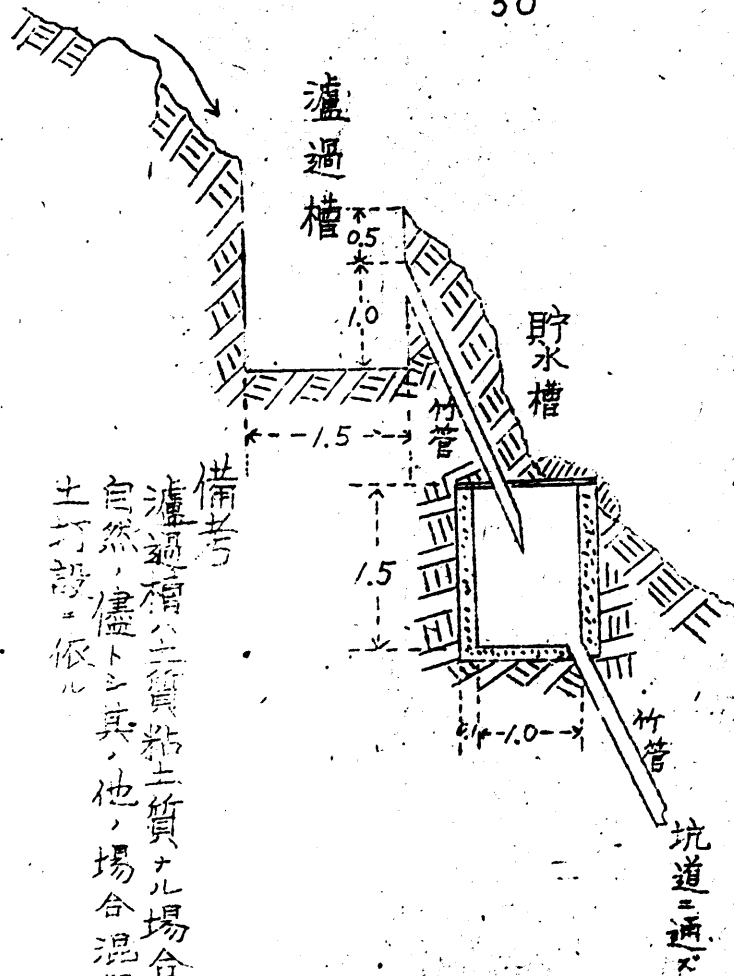 50
濾過槽
0.5
1.0
貯水槽
竹管
1.5
1.5
.1
1.0
竹管
坑道ニ通ズ
備考
濾過槽ハ土質粘土質ナル場合
自然ノ儘トシ其ノ他ノ場合混
土打設ニ依ル